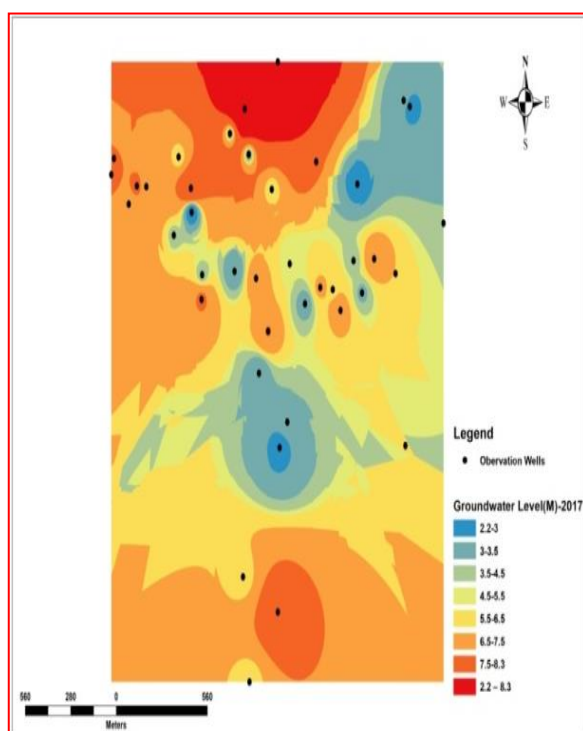 N
W E
S
Legend
Obervation Wells
Groundwater Level(M)-2017
2.2-3
3-3.5
3.5-4.5
4.5-5.5
5.5-6.5
6.5-7.5
7.5-8.3
2.2 – 8.3
560 280 0 560
Meters